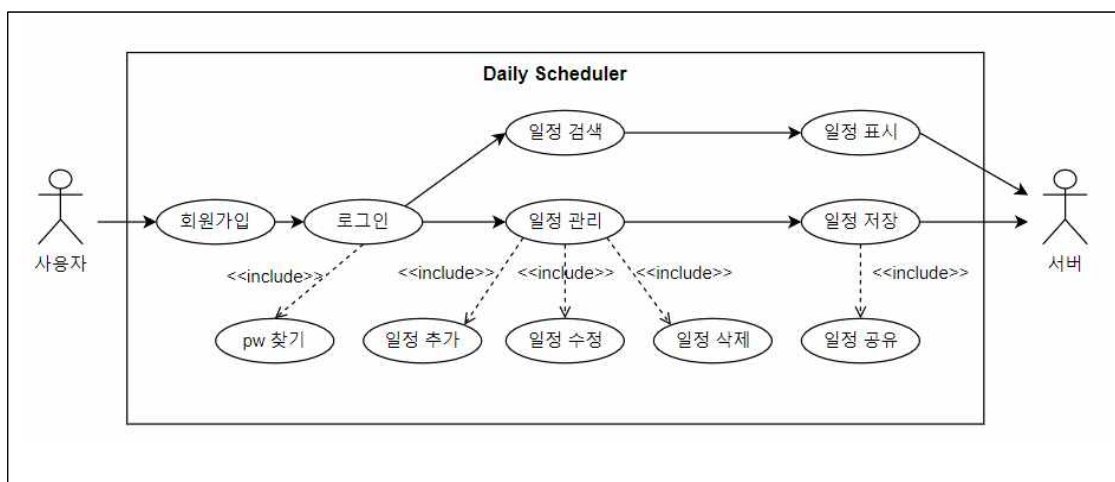 Daily Scheduler
일정 검색
일정 표시
회원가입
로그인
일정 관리
일정 저장
사용자
서버
<<include>>
<<include>>
<<include>>
<<include>>
<<include>>
pw 찾기
일정 추가
일정 수정
일정 삭제
일정 공유